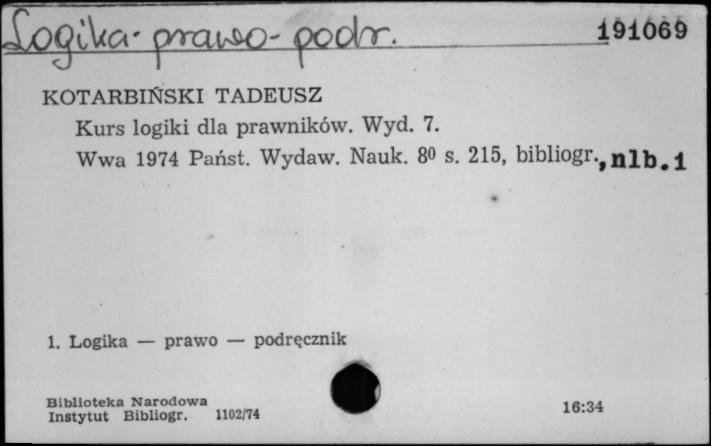 Logika - prawo - podr.
191069
KOTARBIŃSKI TADEUSZ
Kurs logiki dla prawników. Wyd. 7.
Wwa 1974 Państ. Wydaw. Nauk. 8⁰ s. 215, bibliogr., nlb.1
1. Logika — prawo — podręcznik
Biblioteka Narodowa
Instytut Bibliogr. 1102/74
16:34